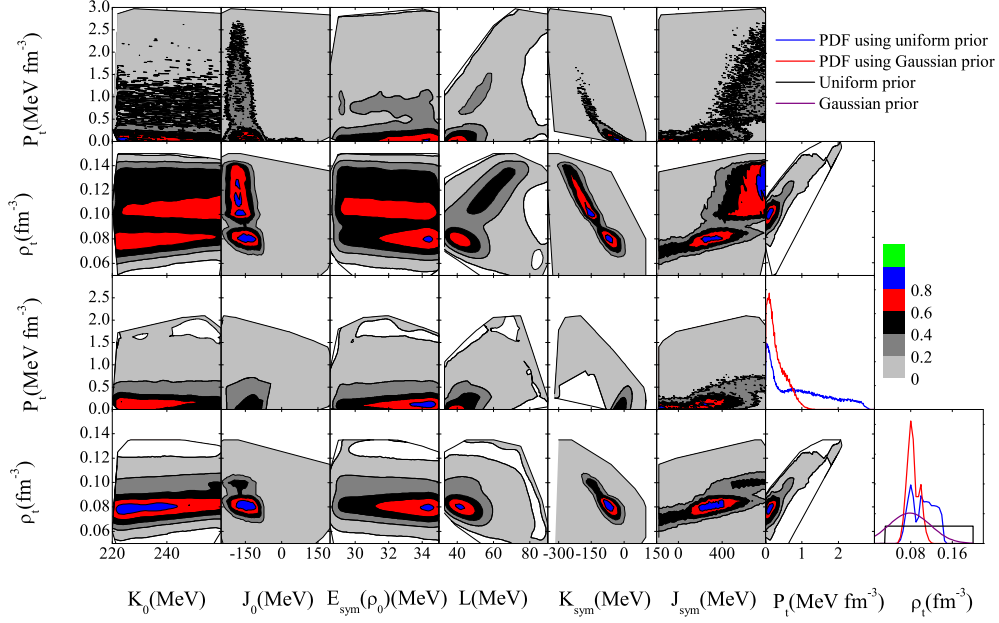 3.0
2.5
2.0
1.5
1.0
0.5
0.0
P_t(MeV fm^-3)
PDF using uniform prior
PDF using Gaussian prior
Uniform prior
Gaussian prior
0.14
0.12
0.10
0.08
0.06
ρ_t(fm^-3)
0.8
0.6
0.4
0.2
0
2.5
2.0
1.5
1.0
0.5
0.0
P_t(MeV fm^-3)
0.14
0.12
0.10
0.08
0.06
ρ_t(fm^-3)
220 240 -150 0 150 30 32 34 40 60 80 -300 -150 0 150 0 400 0 1 2 0.08 0.16
K_0(MeV) J_0(MeV) E_sym(ρ_0)(MeV) L(MeV) K_sym(MeV) J_sym(MeV) P_t(MeV fm^-3) ρ_t(fm^-3)